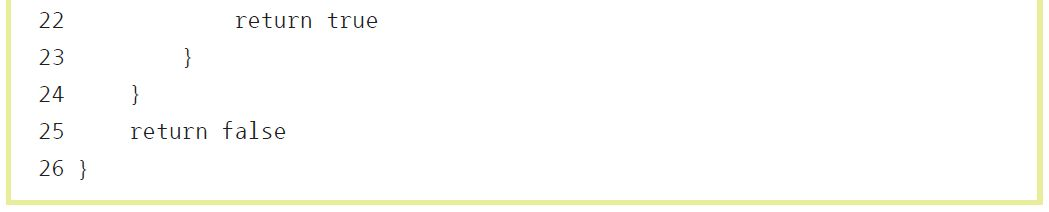 22             return true
23         }
24     }
25     return false
26 }